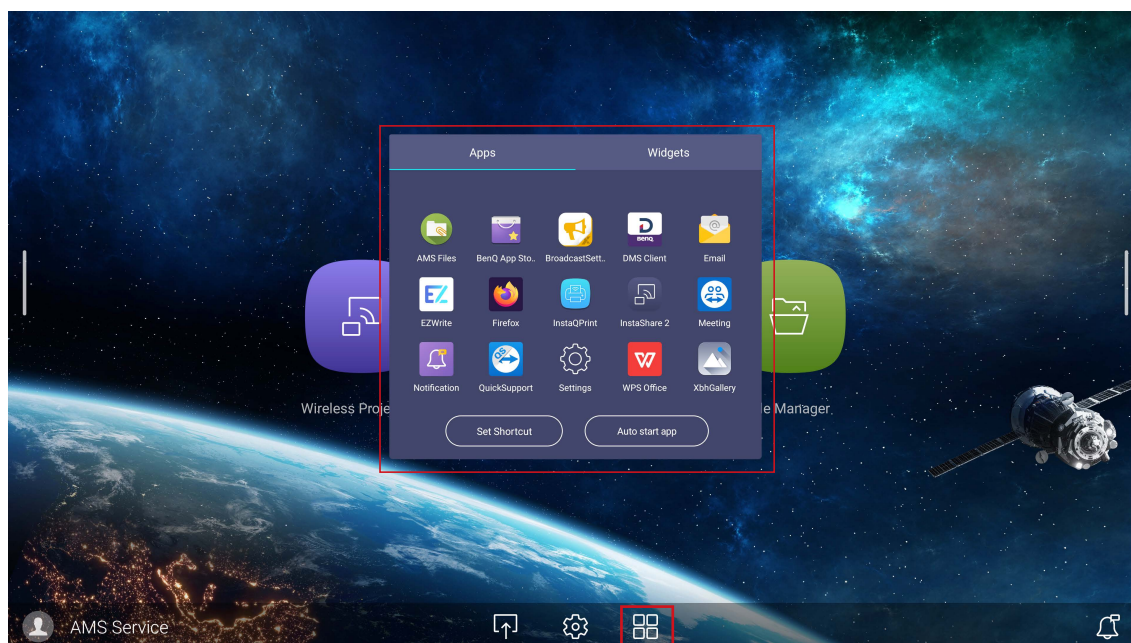 Apps Widgets
AMS Files BenQ App Sto.. BroadcastSett.. DMS Client Email
EZWrite Firefox InstaQPrint InstaShare 2 Meeting
Notification QuickSupport Settings WPS Office XbhGallery
Set Shortcut Auto start app
Wireless Proje
le Manager
AMS Service